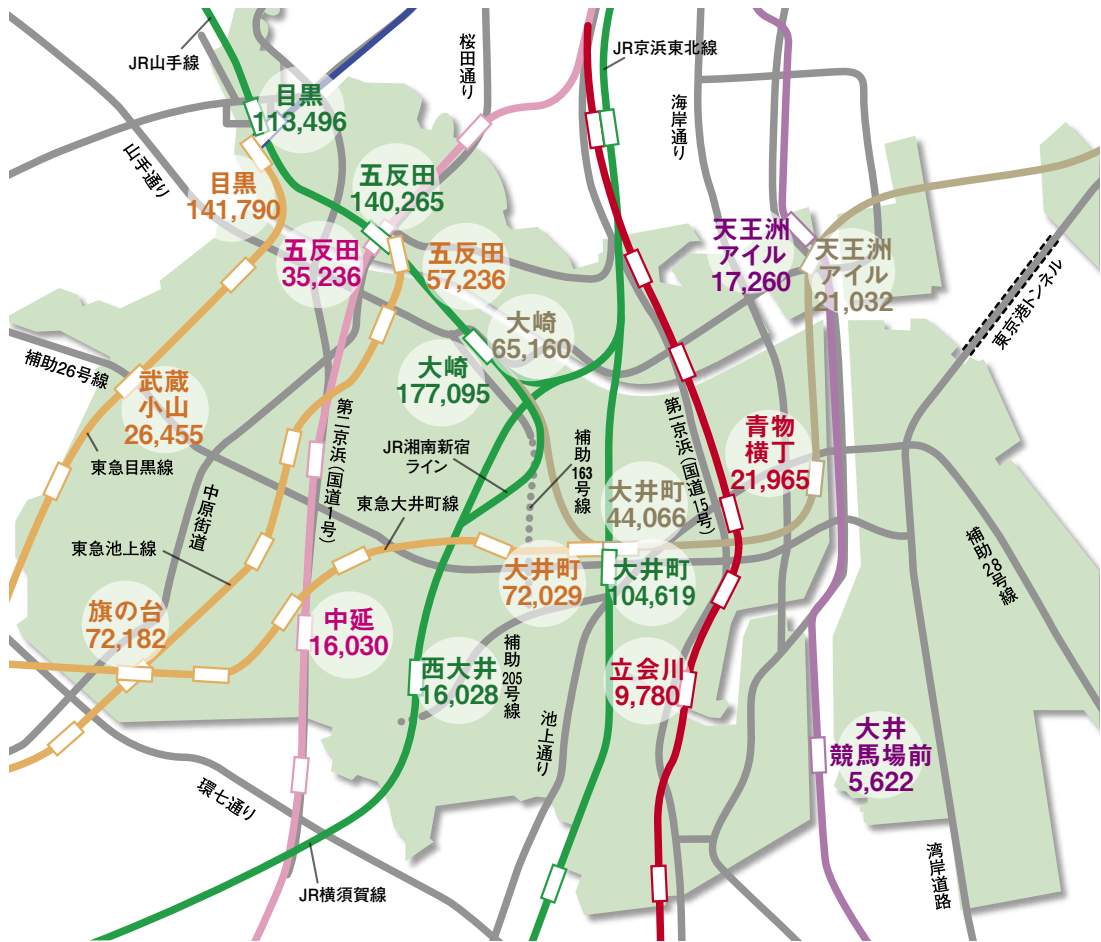 JR山手線
桜田通り
JR京浜東北線
目黒
113,496
海岸通り
山手通り
目黒
141,790
五反田
140,265
五反田
35,236
五反田
57,236
天王洲
アイル
17,260
天王洲
アイル
21,032
東京港トンネル
大崎
65,160
大崎
177,095
補助26号線
武蔵
小山
26,455
東急目黒線
第二京浜(国道1号)
JR湘南新宿
ライン
補助163号線
第一京浜(国道15号)
青物
横丁
21,965
中原街道
東急大井町線
大井町
44,066
東急池上線
大井町
72,029
大井町
104,619
補助28号線
旗の台
72,182
中延
16,030
西大井
16,028
補助205号線
立会川
9,780
池上通り
大井
競馬場前
5,622
環七通り
JR横須賀線
湾岸道路